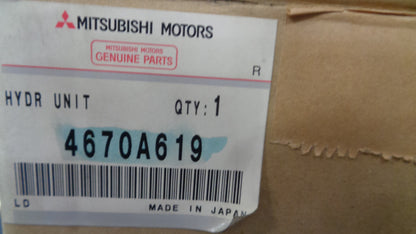 MITSUBISHI MOTORS
MITSUBISHI MOTORS
GENUINE PARTS
R
HYDR UNIT QTY:1
4670A619
LD MADE IN JAPAN